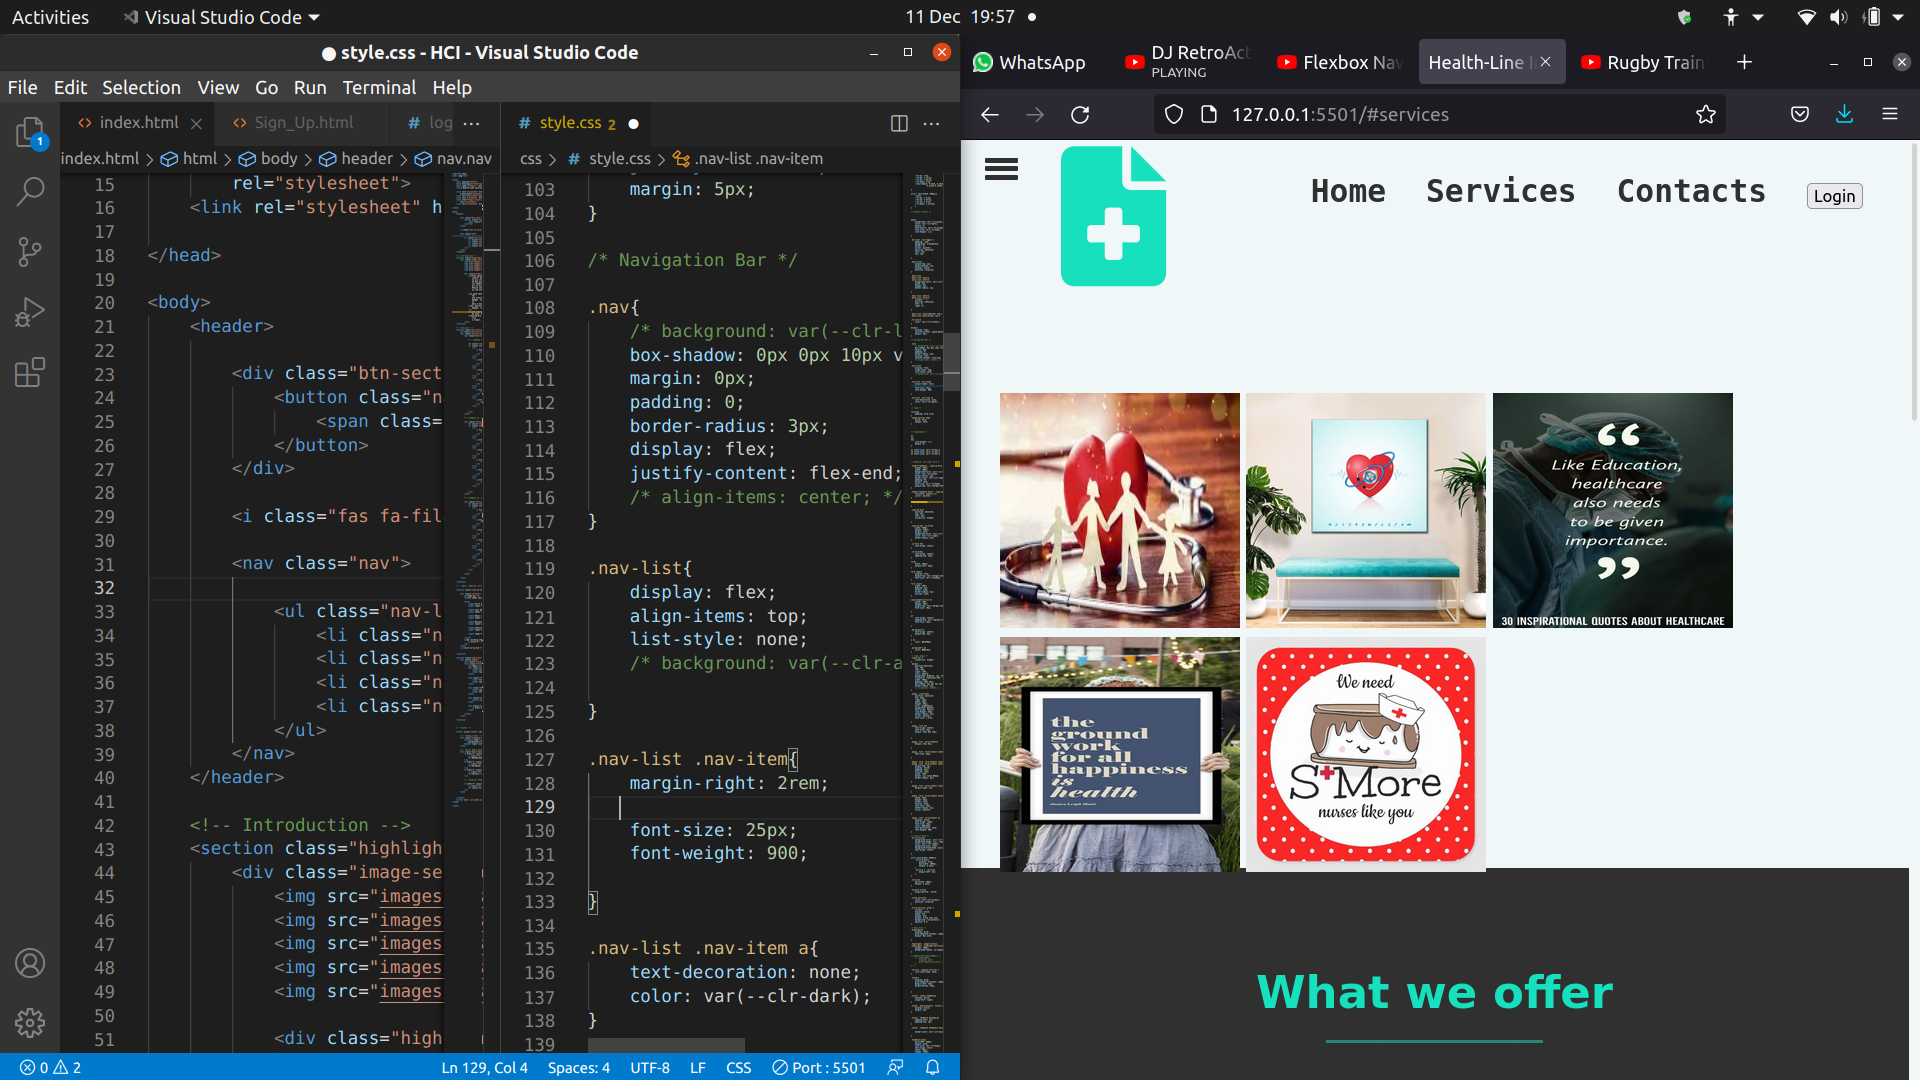 Activities
Visual Studio Code
11 Dec 19:57
style.css - HCI - Visual Studio Code
File Edit Selection View Go Run Terminal Help
1
index.html
Sign_Up.html
# log
# style.css 2
index.html > html > body > header > nav.nav
css > # style.css > .nav-list .nav-item
15 rel="stylesheet">
16 <link rel="stylesheet" h
17
18 </head>
19
20 <body>
21 <header>
22
23 <div class="btn-sect
24 <button class="n
25 <span class=
26 </button>
27 </div>
28
29 <i class="fas fa-fil
30
31 <nav class="nav">
32
33 <ul class="nav-l
34 <li class="n
35 <li class="n
36 <li class="n
37 <li class="n
38 </ul>
39 </nav>
40 </header>
41
42 <!-- Introduction -->
43 <section class="highligh
44 <div class="image-se
45 <img src="images
46 <img src="images
47 <img src="images
48 <img src="images
49 <img src="images
50
51 <div class="high
103 margin: 5px;
104 }
105
106 /* Navigation Bar */
107
108 .nav{
109 /* background: var(--clr-l
110 box-shadow: 0px 0px 10px v
111 margin: 0px;
112 padding: 0;
113 border-radius: 3px;
114 display: flex;
115 justify-content: flex-end;
116 /* align-items: center; */
117 }
118
119 .nav-list{
120 display: flex;
121 align-items: top;
122 list-style: none;
123 /* background: var(--clr-a
124
125 }
126
127 .nav-list .nav-item{
128 margin-right: 2rem;
129
130 font-size: 25px;
131 font-weight: 900;
132
133 }
134
135 .nav-list .nav-item a{
136 text-decoration: none;
137 color: var(--clr-dark);
138 }
139
0 2
Ln 129, Col 4
Spaces: 4
UTF-8
LF
CSS
Port : 5501
WhatsApp
DJ RetroAct
PLAYING
Flexbox Nav
Health-Line
Rugby Train
127.0.0.1:5501/#services
Home
Services
Contacts
Login
“
Like Education,
healthcare
also needs
to be given
importance.
”
30 INSPIRATIONAL QUOTES ABOUT HEALTHCARE
the
ground
work
for all
happiness
is
health
We need
S'More
nurses like you
What we offer